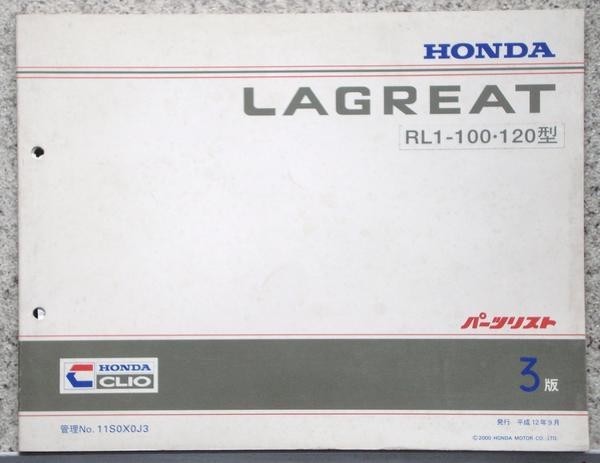 HONDA
LAGREAT
RL1-100・120型
パーツリスト
HONDA
CLIO
3版
管理No. 11S0X0J3
発行 平成12年9月
©2000 HONDA MOTOR CO.,LTD.